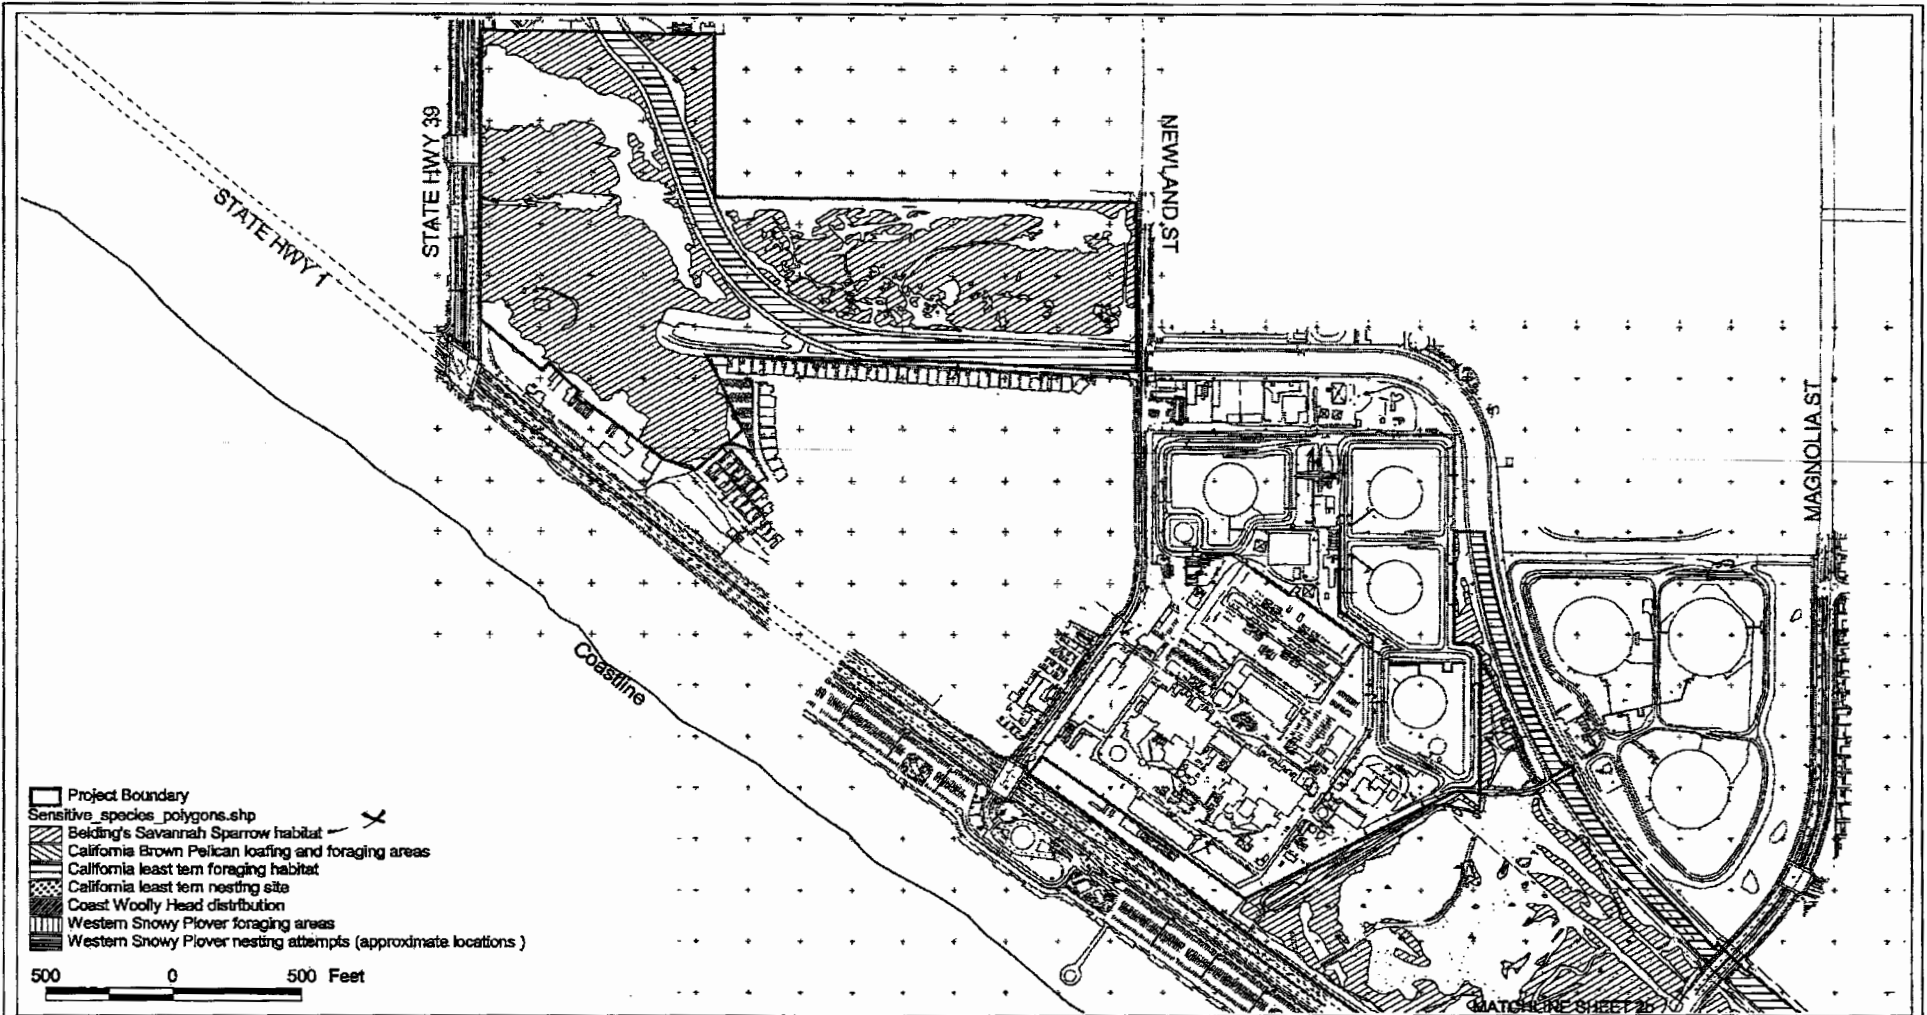 STATE HWY 1
STATE HWY 39
NEWLAND ST
MAGNOLIA ST
Coastline
Project Boundary
Sensitive_species_polygons.shp
Belding's Savannah Sparrow habitat
California Brown Pelican loafing and foraging areas
California least tern foraging habitat
California least tern nesting site
Coast Woolly Head distribution
Western Snowy Plover foraging areas
Western Snowy Plover nesting attempts (approximate locations )
500 0 500 Feet
MATCHLINE SHEET 2b